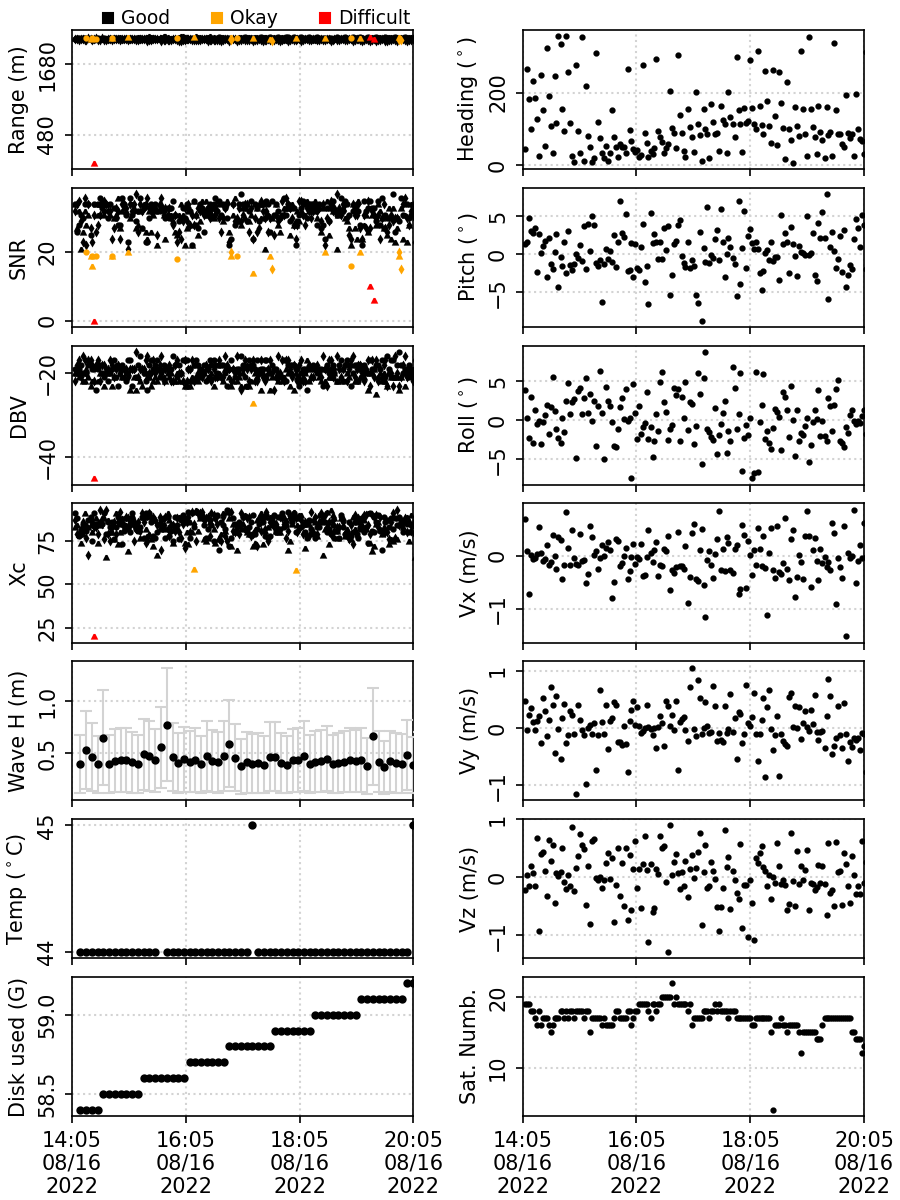 Good Okay Difficult
Range (m)
1680
480
Heading (°)
200
0
SNR
20
0
Pitch (°)
5
0
−5
DBV
−20
−40
Roll (°)
5
0
−5
Xc
75
50
25
Vx (m/s)
0
−1
Wave H (m)
1.0
0.5
Vy (m/s)
1
0
−1
Temp (°C)
45
44
Vz (m/s)
1
0
−1
Disk used (G)
59.0
58.5
Sat. Numb.
20
10
14:05 16:05 18:05 20:05 14:05 16:05 18:05 20:05
08/16 08/16 08/16 08/16 08/16 08/16 08/16 08/16
2022 2022 2022 2022 2022 2022 2022 2022